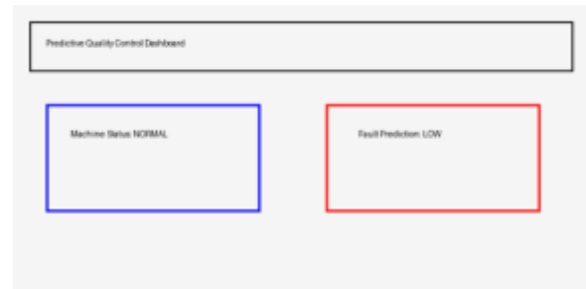 Predictive Quality Control Dashboard
Machine Status: NORMAL
Fault Prediction: LOW